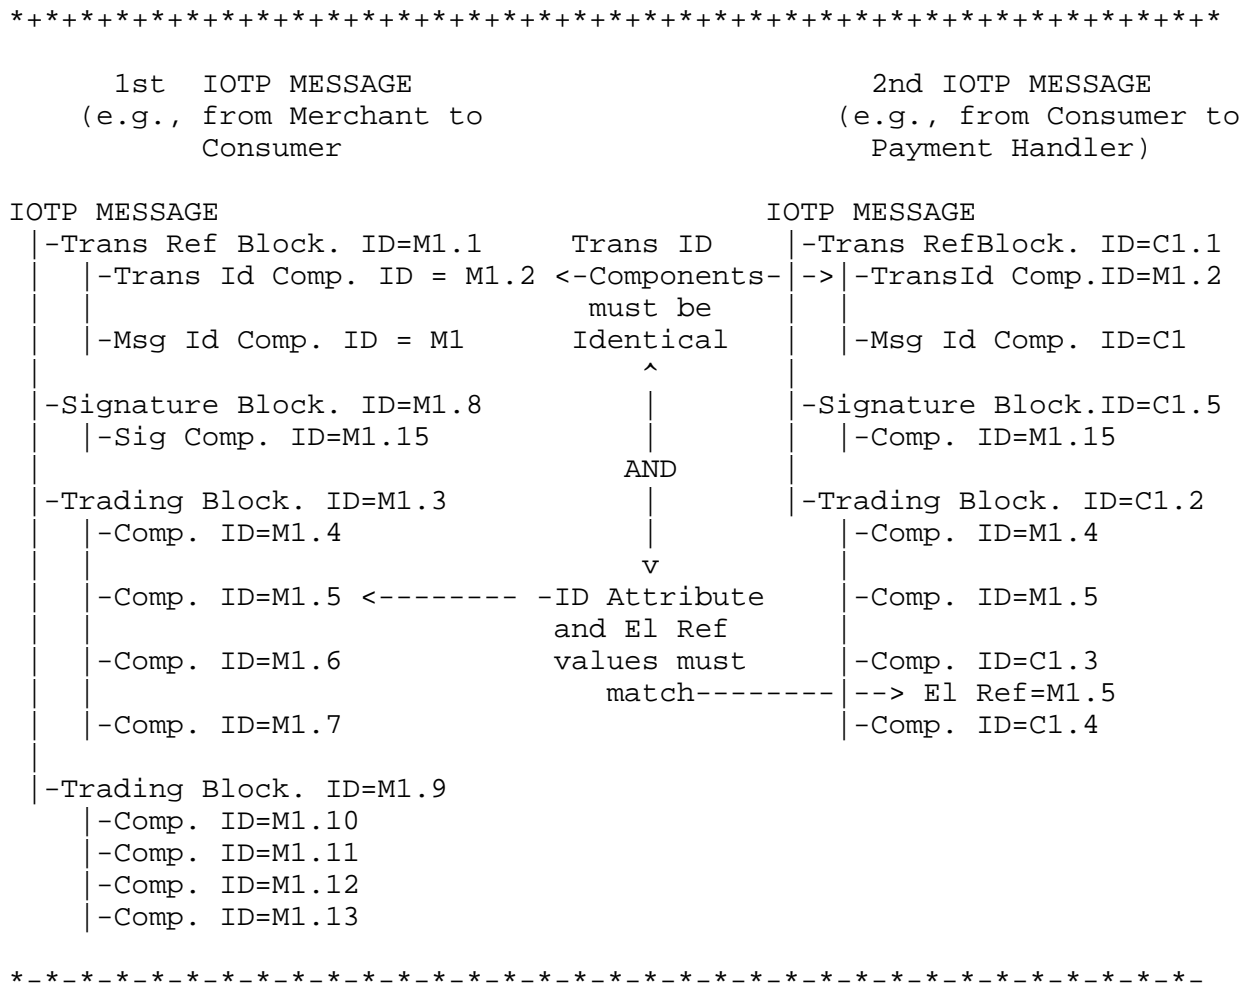 *+*+*+*+*+*+*+*+*+*+*+*+*+*+*+*+*+*+*+*+*+*+*+*+*+*+*+*+*+*+*+*+*+*+*

      1st  IOTP MESSAGE                          2nd IOTP MESSAGE
    (e.g., from Merchant to                    (e.g., from Consumer to
           Consumer                              Payment Handler)

IOTP MESSAGE                               IOTP MESSAGE
 |-Trans Ref Block. ID=M1.1     Trans ID    |-Trans RefBlock. ID=C1.1
 |  |-Trans Id Comp. ID = M1.2 <-Components-|->|-TransId Comp.ID=M1.2
 |  |                            must be    |  |
 |  |-Msg Id Comp. ID = M1      Identical   |  |-Msg Id Comp. ID=C1
 |                                  ^       |
 |-Signature Block. ID=M1.8         |       |-Signature Block.ID=C1.5
 |  |-Sig Comp. ID=M1.15            |       |  |-Comp. ID=M1.15
 |                                 AND      |
 |-Trading Block. ID=M1.3           |       |-Trading Block. ID=C1.2
 |  |-Comp. ID=M1.4                 |          |-Comp. ID=M1.4
 |  |                               v          |
 |  |-Comp. ID=M1.5 <-------- -ID Attribute    |-Comp. ID=M1.5
 |  |                          and El Ref      |
 |  |-Comp. ID=M1.6            values must     |-Comp. ID=C1.3
 |  |                             match--------|--> El Ref=M1.5
 |  |-Comp. ID=M1.7                            |-Comp. ID=C1.4
 |
 |-Trading Block. ID=M1.9
    |-Comp. ID=M1.10
    |-Comp. ID=M1.11
    |-Comp. ID=M1.12
    |-Comp. ID=M1.13

*-*-*-*-*-*-*-*-*-*-*-*-*-*-*-*-*-*-*-*-*-*-*-*-*-*-*-*-*-*-*-*-*-*-